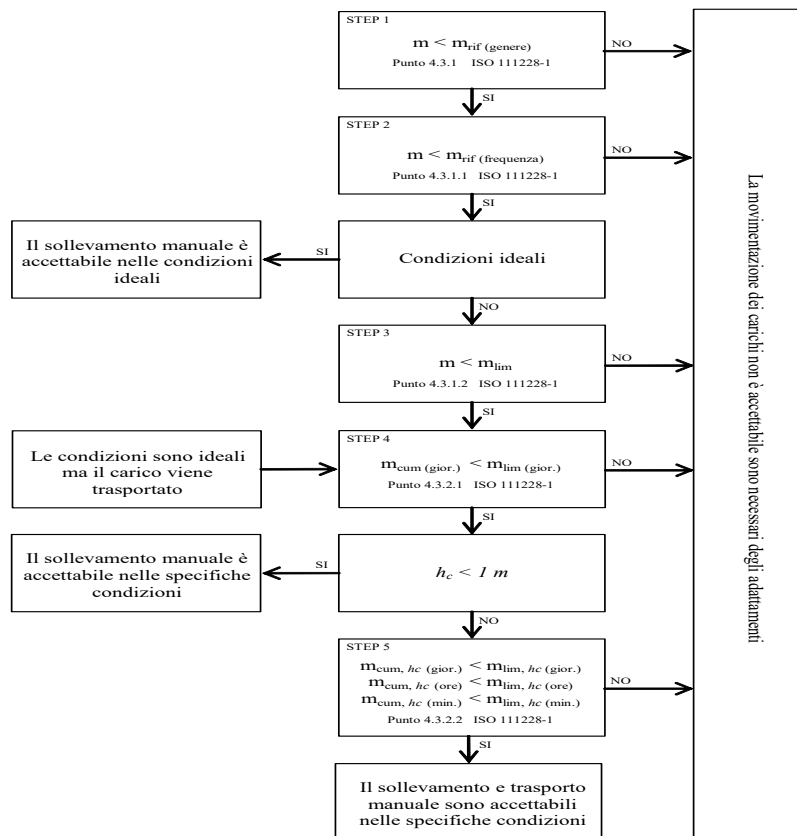 STEP 1
m < mrif (genere)
Punto 4.3.1 ISO 111228-1
NO
SI
STEP 2
m < mrif (frequenza)
Punto 4.3.1.1 ISO 111228-1
NO
SI
Il sollevamento manuale è
accettabile nelle condizioni
ideali
SI
Condizioni ideali
NO
STEP 3
m < mlim
Punto 4.3.1.2 ISO 111228-1
NO
SI
Le condizioni sono ideali
ma il carico viene
trasportato
STEP 4
mcum (gior.) < mlim (gior.)
Punto 4.3.2.1 ISO 111228-1
NO
SI
Il sollevamento manuale è
accettabile nelle specifiche
condizioni
SI
hc < 1 m
NO
STEP 5
mcum, hc (gior.) < mlim, hc (gior.)
mcum, hc (ore) < mlim, hc (ore)
mcum, hc (min.) < mlim, hc (min.)
Punto 4.3.2.2 ISO 111228-1
NO
SI
Il sollevamento e trasporto
manuale sono accettabili
nelle specifiche condizioni
La movimentazione dei carichi non è accettabile sono necessari degli adattamenti